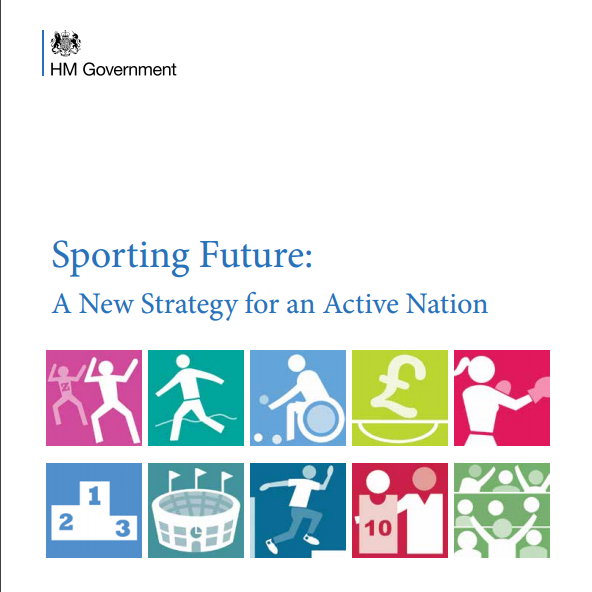 HM Government
Sporting Future:
A New Strategy for an Active Nation
Z
£
1
2
3
10